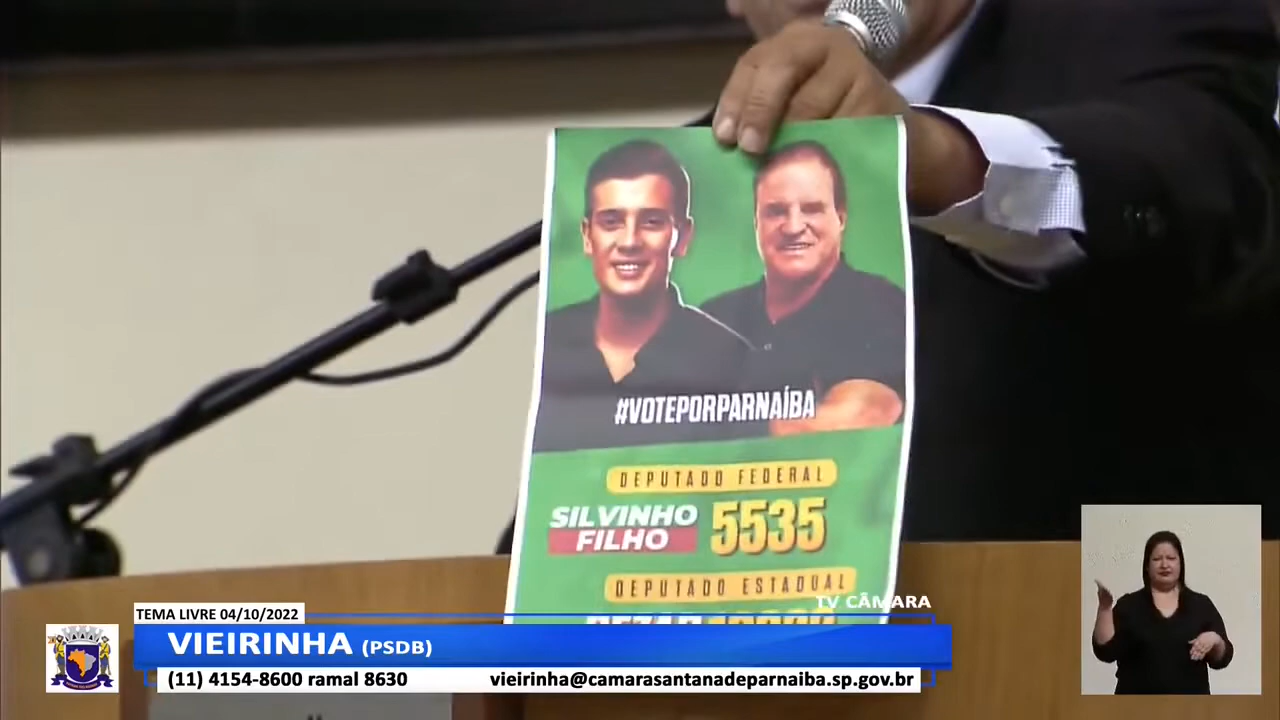 #VOTEPORPARNAÍBA
DEPUTADO FEDERAL
SILVINHO
FILHO
5535
DEPUTADO ESTADUAL
TV CÂMARA
TEMA LIVRE 04/10/2022
VIEIRINHA (PSDB)
(11) 4154-8600 ramal 8630
vieirinha@camarasantanadeparnaiba.sp.gov.br